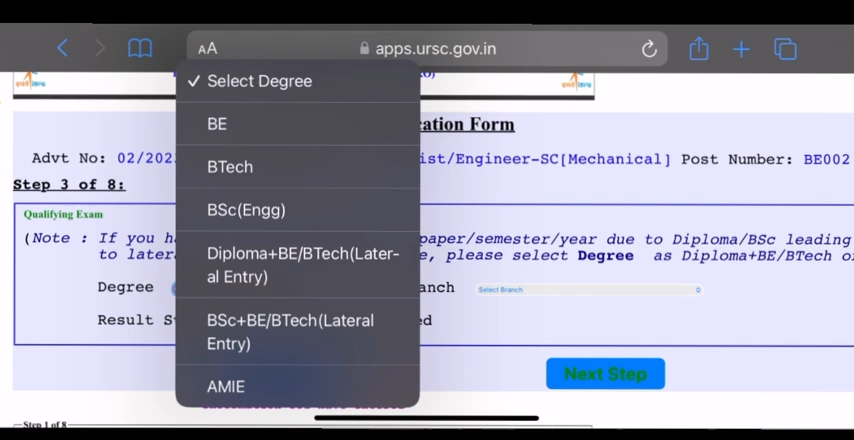 AA apps.ursc.gov.in
✓ Select Degree
BE
BTech
BSc(Engg)
Diploma+BE/BTech(Later-
al Entry)
BSc+BE/BTech(Lateral
Entry)
AMIE
ation Form
Advt No: 02/202 ist/Engineer-SC[Mechanical] Post Number: BE002
Step 3 of 8:
Qualifying Exam
(Note : If you h paper/semester/year due to Diploma/BSc leading
to later e, please select Degree as Diploma+BE/BTech o
Degree anch Select Branch
Result S ed
Next Step
Step 1 of 8